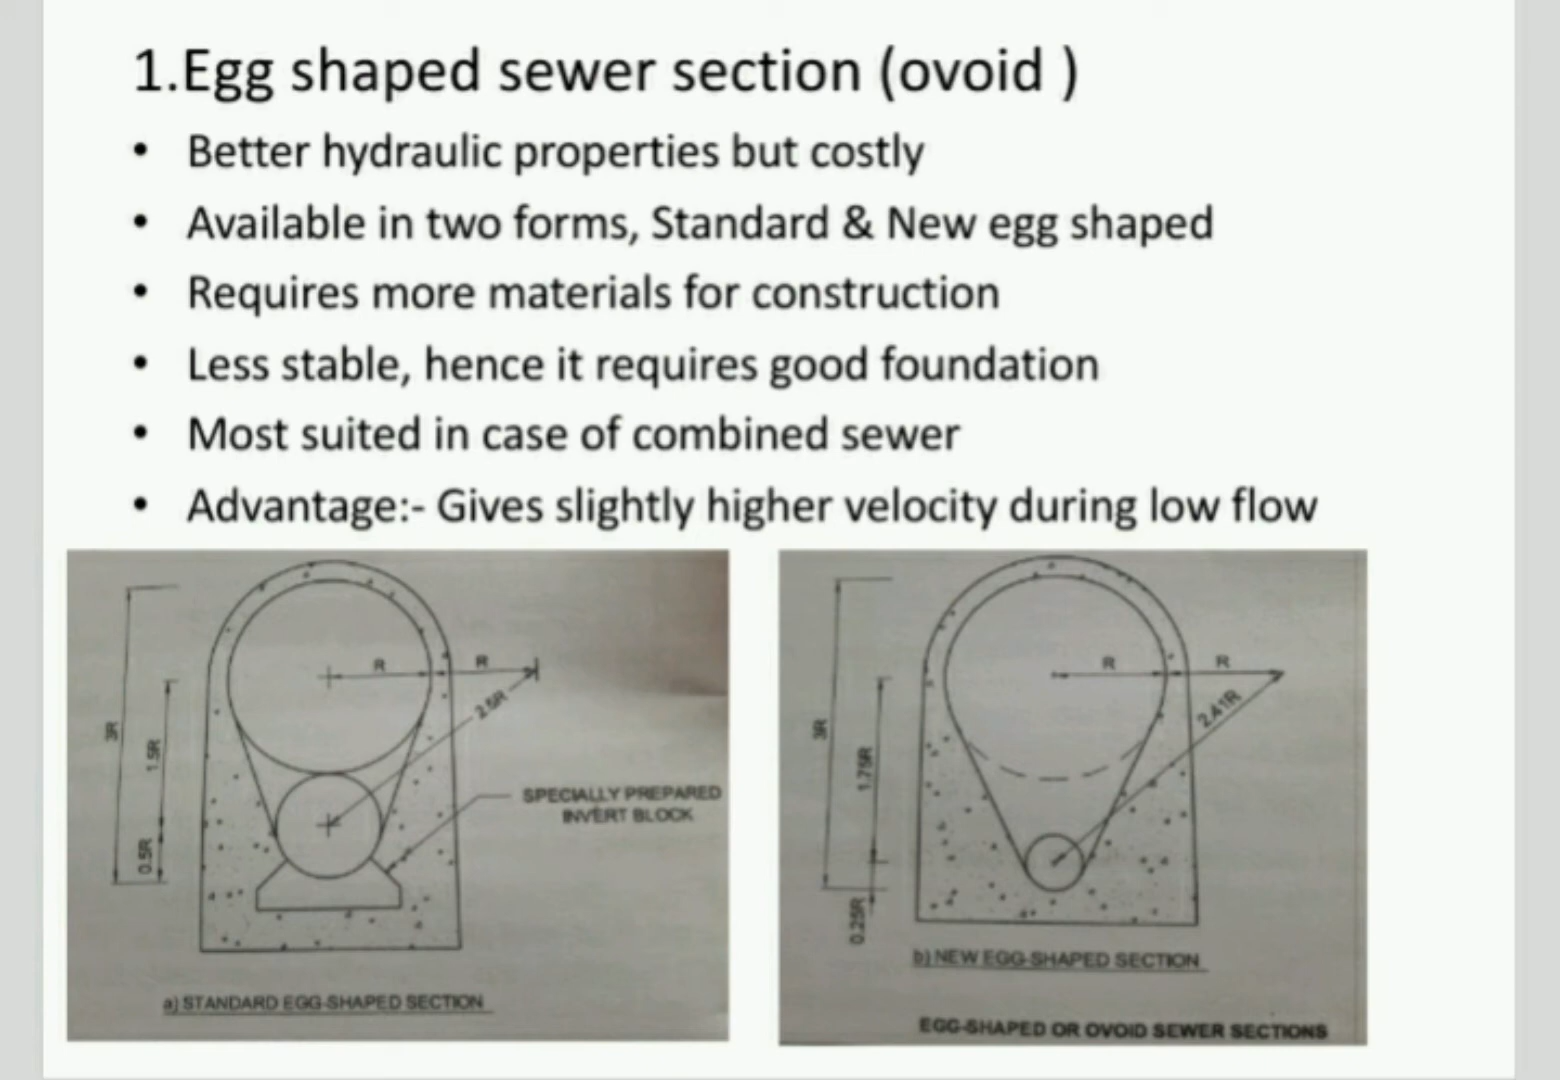 1.Egg shaped sewer section (ovoid )
• Better hydraulic properties but costly
• Available in two forms, Standard & New egg shaped
• Requires more materials for construction
• Less stable, hence it requires good foundation
• Most suited in case of combined sewer
• Advantage:- Gives slightly higher velocity during low flow
3R
1.5R
0.5R
R
R
2.5R
SPECIALLY PREPARED
INVERT BLOCK
a) STANDARD EGG-SHAPED SECTION
3R
1.75R
0.25R
R
R
2.41R
b) NEW EGG-SHAPED SECTION
EGG-SHAPED OR OVOID SEWER SECTIONS